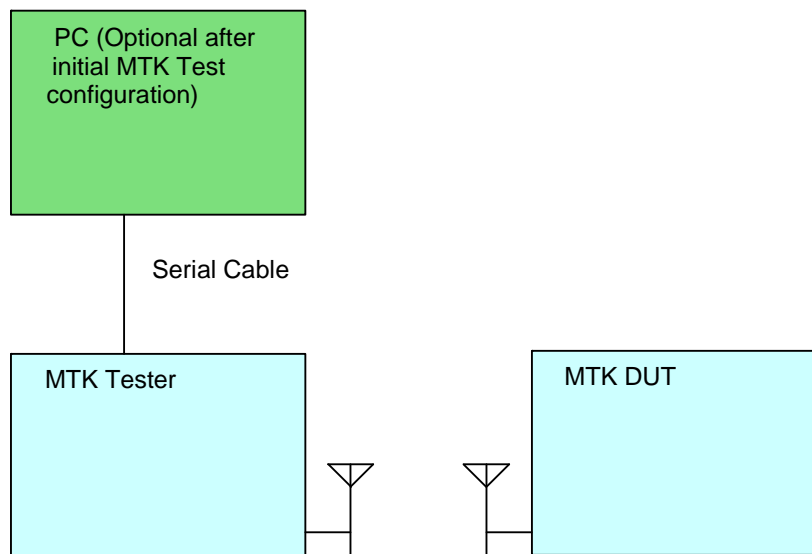 PC (Optional after
initial MTK Test
configuration)
Serial Cable
MTK Tester
MTK DUT